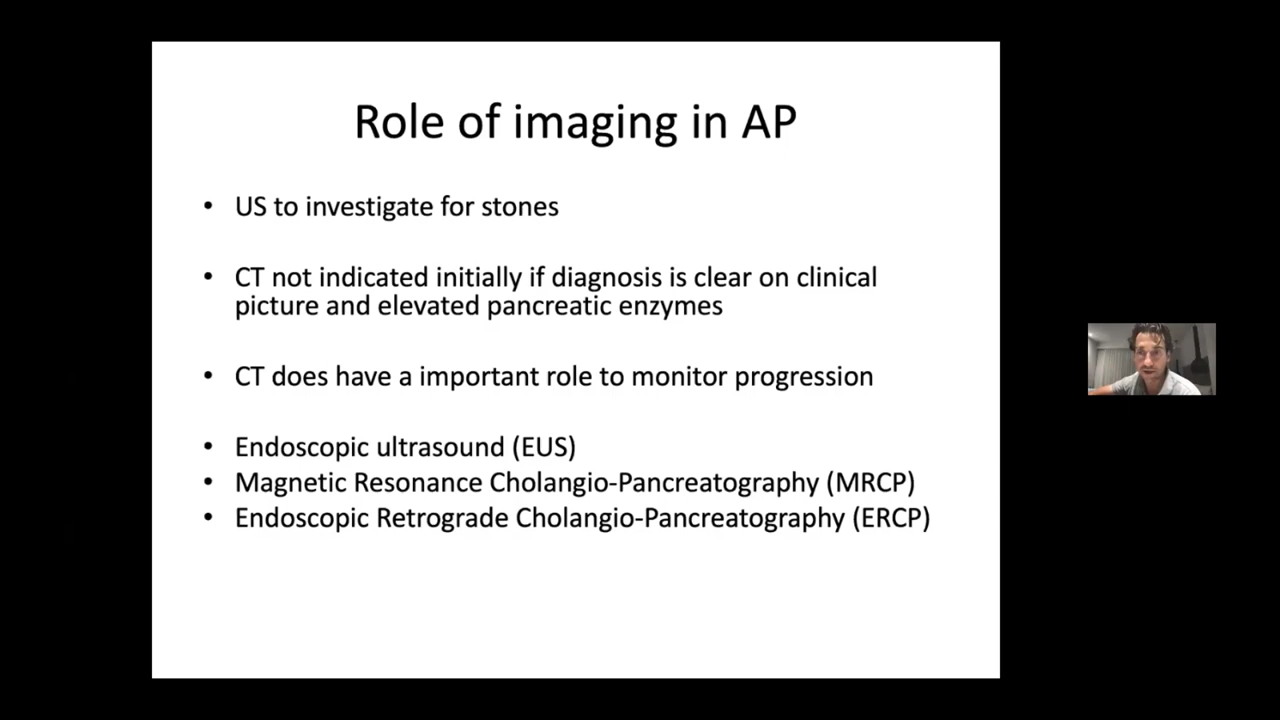 Role of imaging in AP
• US to investigate for stones
• CT not indicated initially if diagnosis is clear on clinical
picture and elevated pancreatic enzymes
• CT does have a important role to monitor progression
• Endoscopic ultrasound (EUS)
• Magnetic Resonance Cholangio-Pancreatography (MRCP)
• Endoscopic Retrograde Cholangio-Pancreatography (ERCP)